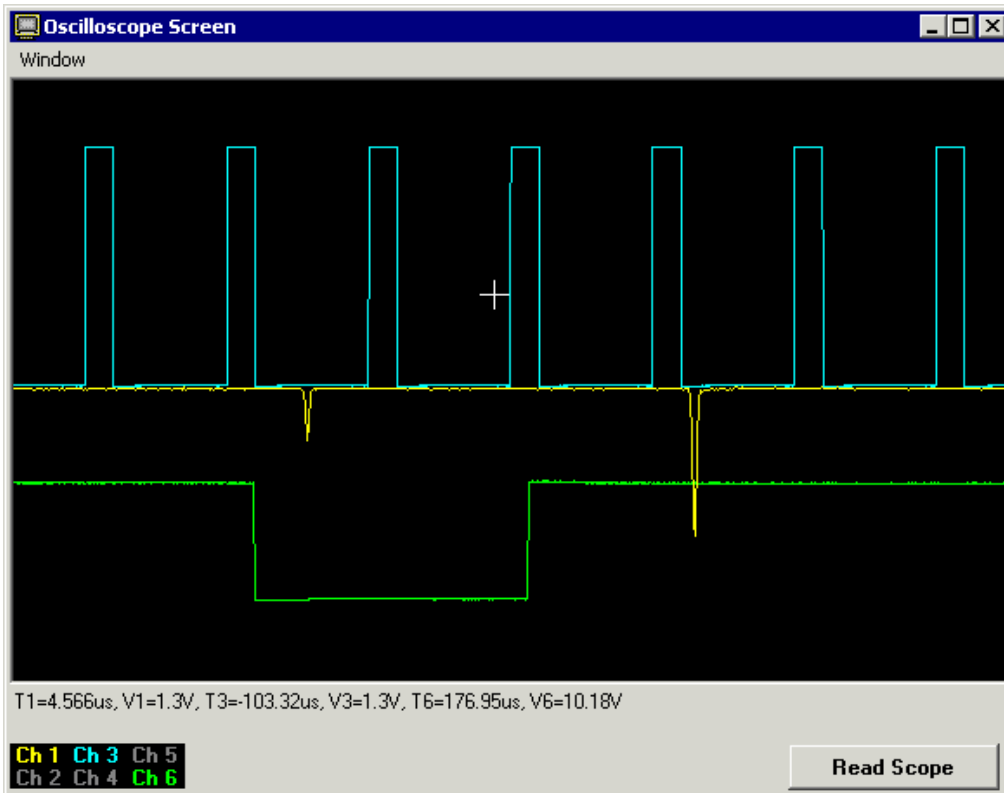 Oscilloscope Screen
Window
T1=4.566us, V1=1.3V, T3=-103.32us, V3=1.3V, T6=176.95us, V6=10.18V
Ch 1 Ch 3 Ch 5
Ch 2 Ch 4 Ch 6
Read Scope